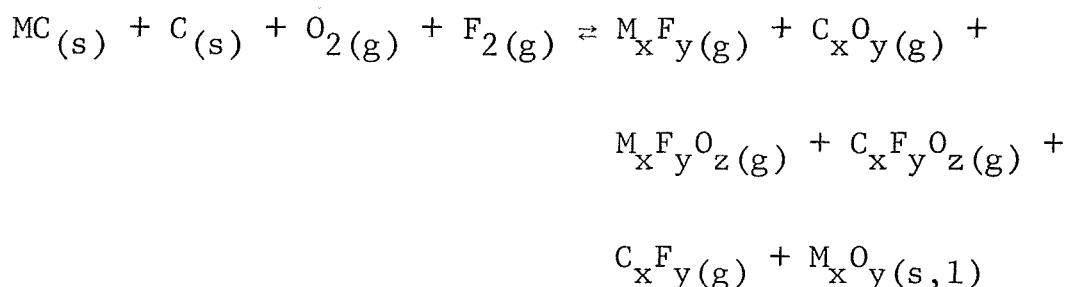 MC(s) + C(s) + O2(g) + F2(g) ⇄ MxFy(g) + CxOy(g) +
MxFyOz(g) + CxFyOz(g) +
CxFy(g) + MxOy(s,l)